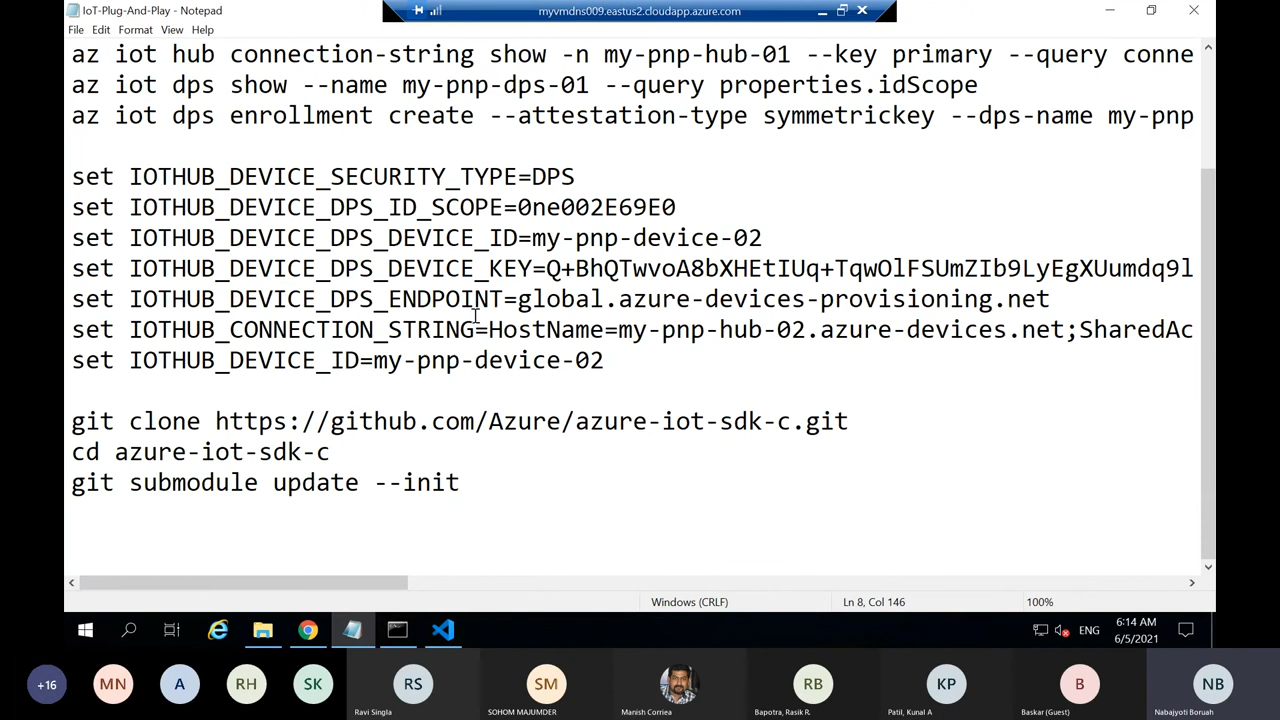 IoT-Plug-And-Play - Notepad
myvmdns009.eastus2.cloudapp.azure.com
File Edit Format View Help
az iot hub connection-string show -n my-pnp-hub-01 --key primary --query conne
az iot dps show --name my-pnp-dps-01 --query properties.idScope
az iot dps enrollment create --attestation-type symmetrickey --dps-name my-pnp
set IOTHUB_DEVICE_SECURITY_TYPE=DPS
set IOTHUB_DEVICE_DPS_ID_SCOPE=0ne002E69E0
set IOTHUB_DEVICE_DPS_DEVICE_ID=my-pnp-device-02
set IOTHUB_DEVICE_DPS_DEVICE_KEY=Q+BhQTwvoA8bXHEtIUq+TqwOlFSUmZIb9LyEgXUumdq9l
set IOTHUB_DEVICE_DPS_ENDPOINT=global.azure-devices-provisioning.net
set IOTHUB_CONNECTION_STRING=HostName=my-pnp-hub-02.azure-devices.net;SharedAc
set IOTHUB_DEVICE_ID=my-pnp-device-02
git clone https://github.com/Azure/azure-iot-sdk-c.git
cd azure-iot-sdk-c
git submodule update --init
Windows (CRLF) Ln 8, Col 146 100%
ENG
6:14 AM
6/5/2021
+16 MN A RH SK RS SM RB KP B NB
Ravi Singla SOHOM MAJUMDER Manish Correia Bapotra, Rasik R. Patil, Kunal A Baskar (Guest) Nabajyoti Boruah